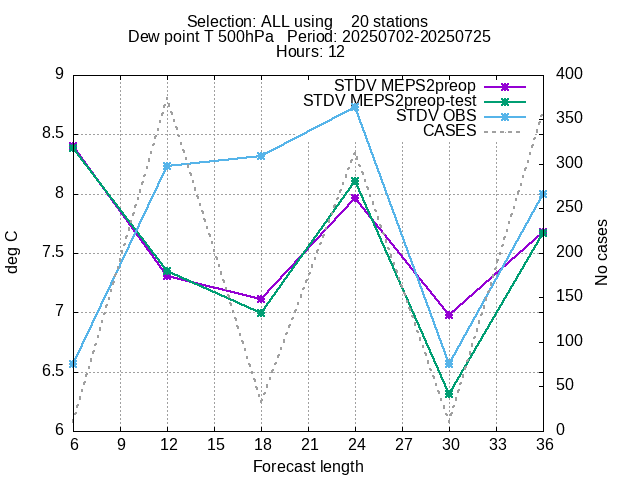 Selection: ALL using    20 stations
Dew point T 500hPa   Period: 20250702-20250725
Hours: 12
STDV MEPS2preop
STDV MEPS2preop-test
STDV OBS
CASES
9
8.5
8
7.5
7
6.5
6
deg C
400
350
300
250
200
150
100
50
0
No cases
6 9 12 15 18 21 24 27 30 33 36
Forecast length